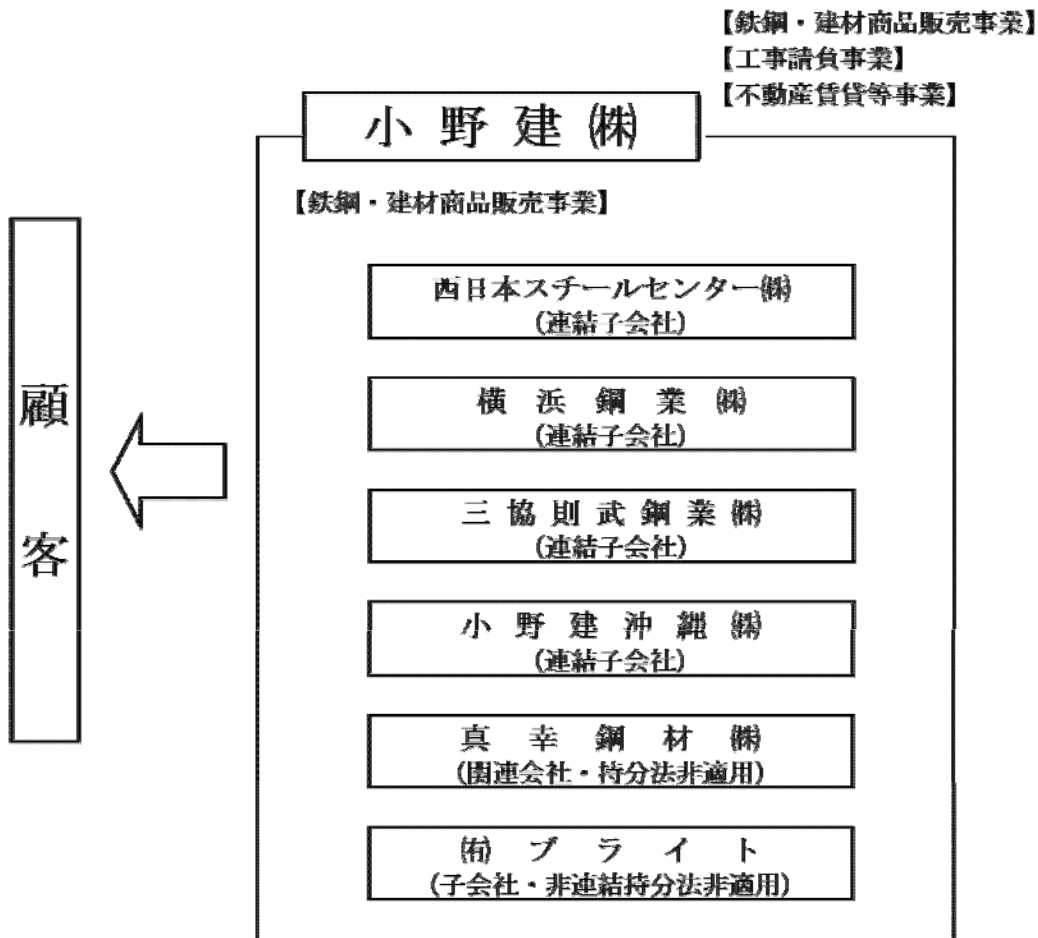 【鉄鋼・建材商品販売事業】
【工事請負事業】
【不動産賃貸等事業】
小野建㈱
【鉄鋼・建材商品販売事業】
西日本スチールセンター㈱
(連結子会社)
横浜鋼業㈱
(連結子会社)
三協則武鋼業㈱
(連結子会社)
小野建沖縄㈱
(連結子会社)
真幸鋼材㈱
(関連会社・持分法非適用)
㈲ブライト
(子会社・非連結持分法非適用)
顧客